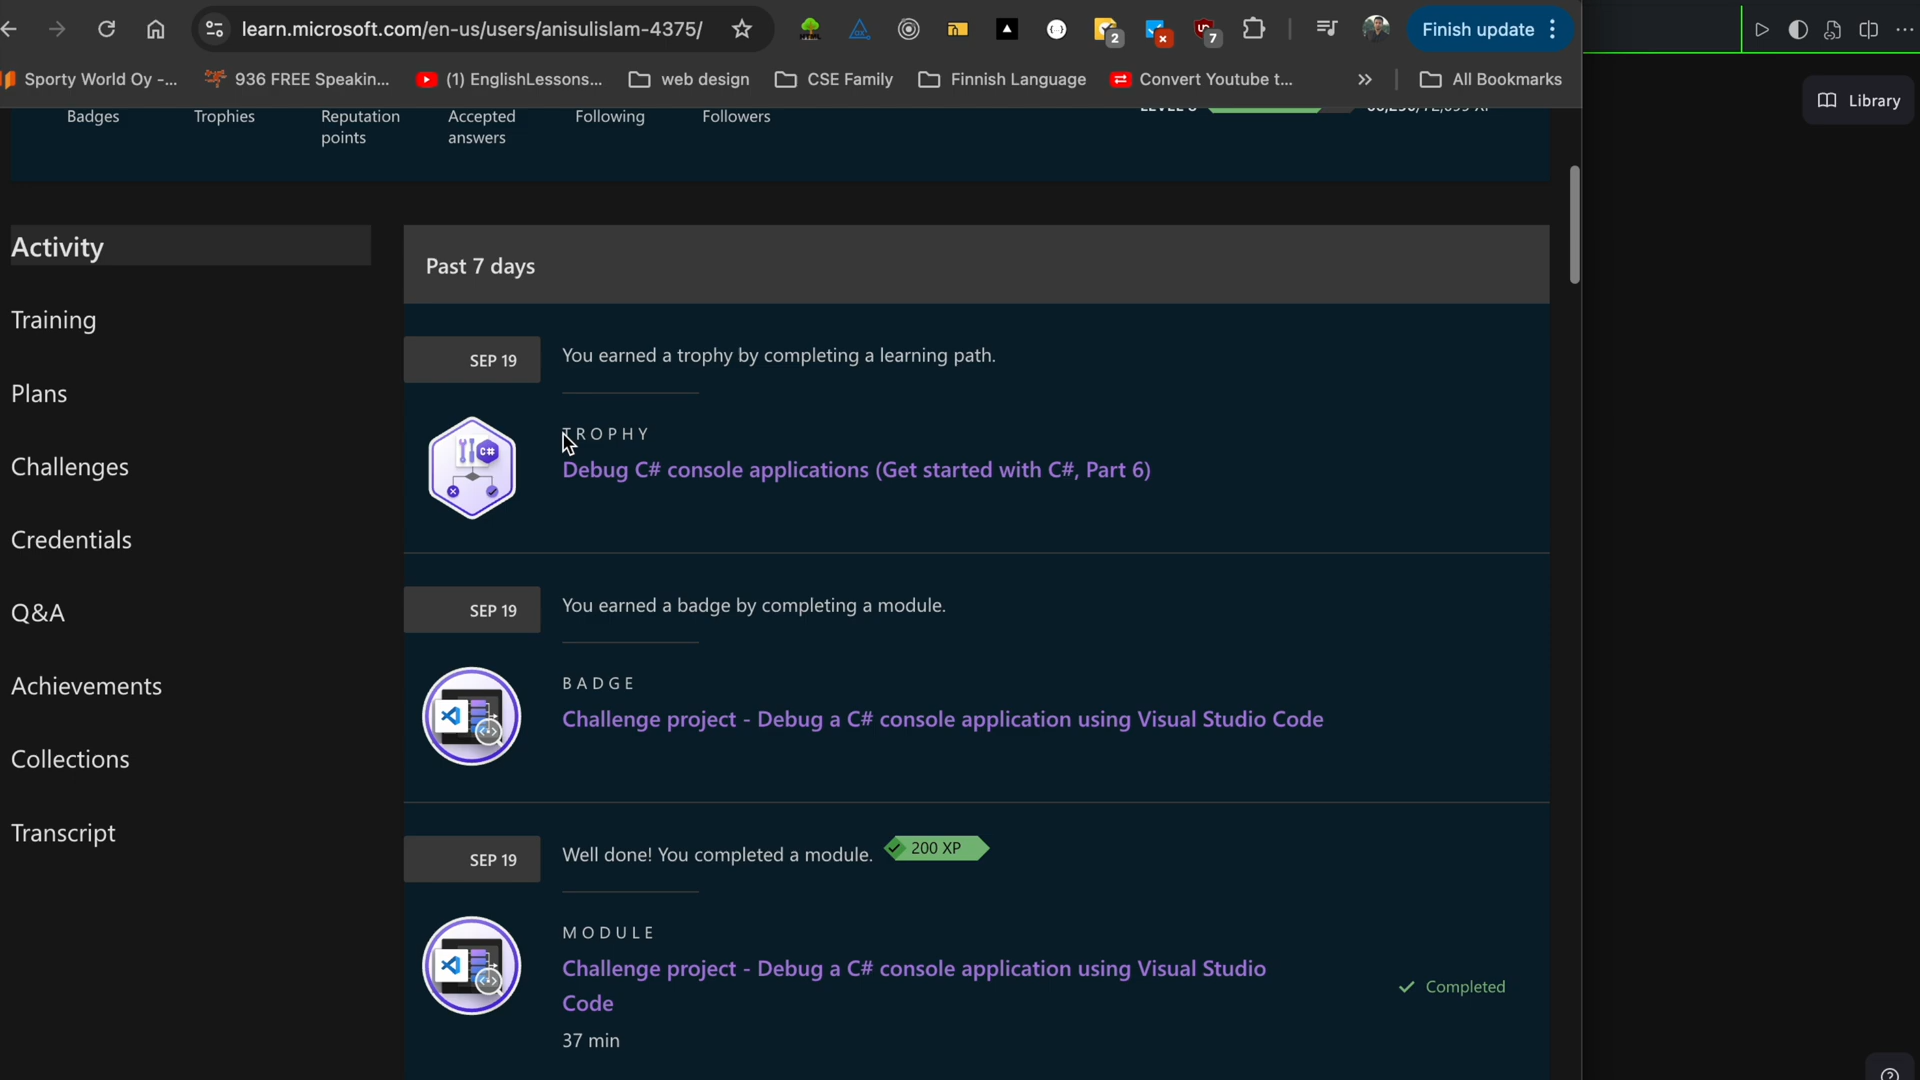 learn.microsoft.com/en-us/users/anisulislam-4375/
2
7
Finish update
Sporty World Oy -...
936 FREE Speakin...
(1) EnglishLessons...
web design
CSE Family
Finnish Language
Convert Youtube t...
»
All Bookmarks
Library
Badges
Trophies
Reputation
points
Accepted
answers
Following
Followers
Activity
Training
Plans
Challenges
Credentials
Q&A
Achievements
Collections
Transcript
Past 7 days
SEP 19
You earned a trophy by completing a learning path.
C#
TROPHY
Debug C# console applications (Get started with C#, Part 6)
SEP 19
You earned a badge by completing a module.
BADGE
Challenge project - Debug a C# console application using Visual Studio Code
SEP 19
Well done! You completed a module.
200 XP
MODULE
Challenge project - Debug a C# console application using Visual Studio
Code
37 min
Completed